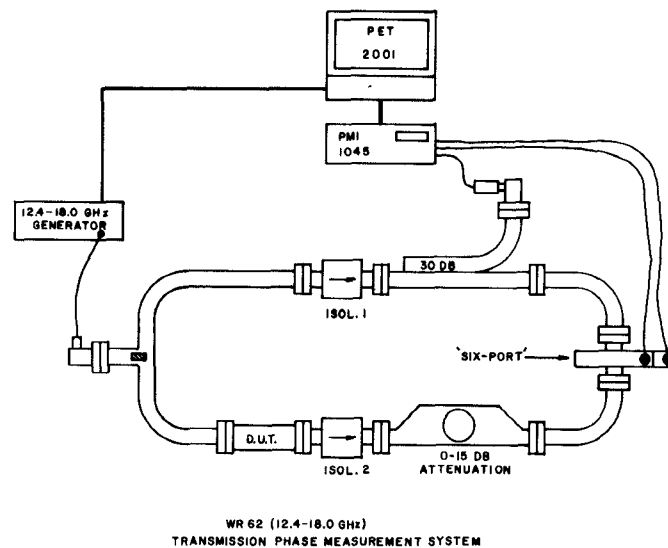 PET
2001
PMI
1045
12.4-18.0 GHz
GENERATOR
30 DB
ISOL. 1
'SIX-PORT'
D.U.T.
ISOL. 2
0-15 DB
ATTENUATION
WR 62 (12.4-18.0 GHz)
TRANSMISSION PHASE MEASUREMENT SYSTEM